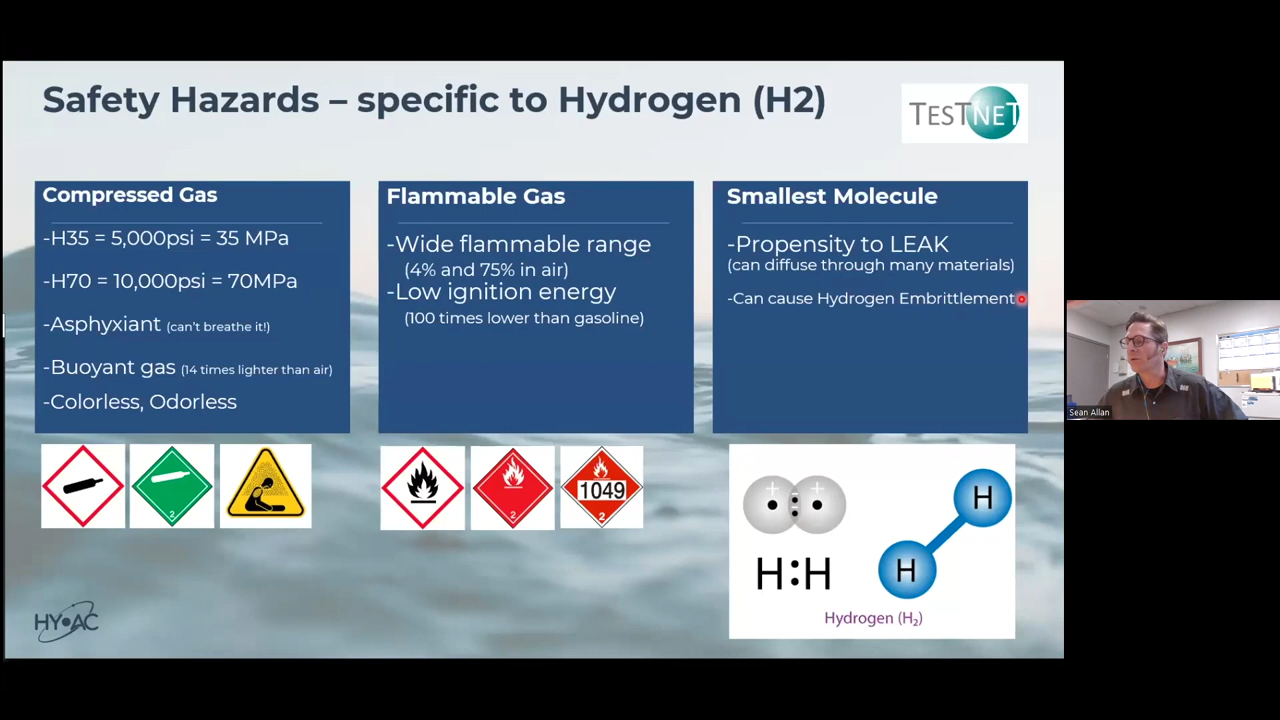 Safety Hazards – specific to Hydrogen (H2)
TESTNET
Compressed Gas
-H35 = 5,000psi = 35 MPa
-H70 = 10,000psi = 70MPa
-Asphyxiant (can't breathe it!)
-Buoyant gas (14 times lighter than air)
-Colorless, Odorless
2
Flammable Gas
-Wide flammable range
(4% and 75% in air)
-Low ignition energy
(100 times lower than gasoline)
2
1049
2
Smallest Molecule
-Propensity to LEAK
(can diffuse through many materials)
-Can cause Hydrogen Embrittlement
+ +
H:H
H
H
Hydrogen (H₂)
HY•AC
Sean Allan